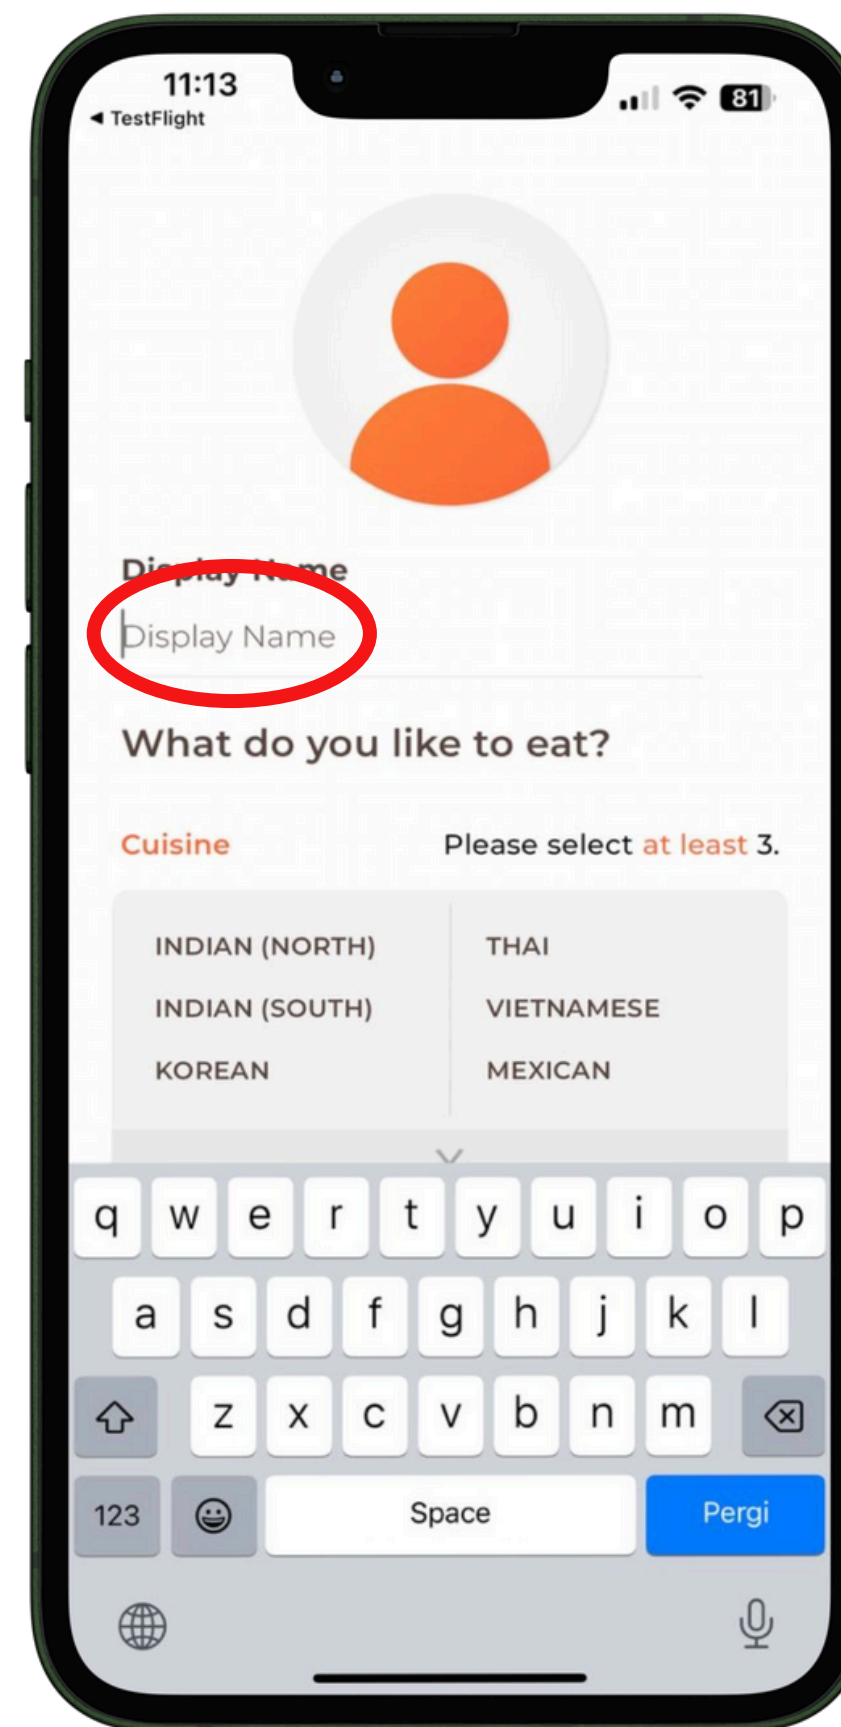 11:13
81
◀ TestFlight
Display Name
Display Name
What do you like to eat?
Cuisine
Please select at least 3.
INDIAN (NORTH)
THAI
INDIAN (SOUTH)
VIETNAMESE
KOREAN
MEXICAN
q w e r t y u i o p
a s d f g h j k l
z x c v b n m
123 Space Pergi